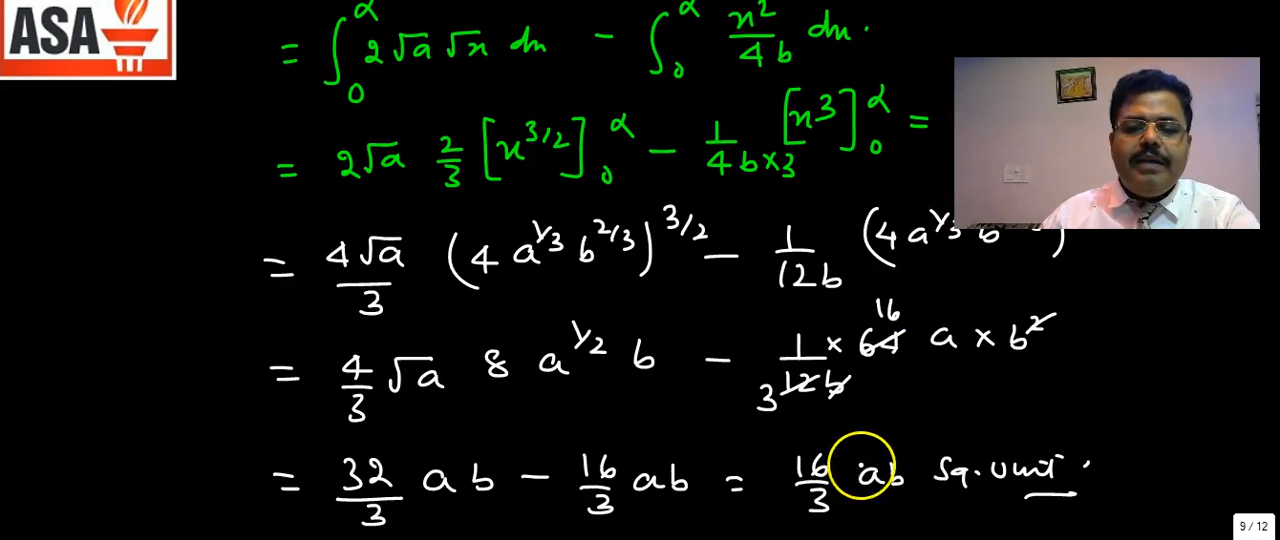 ASA
= ∫₀^α 2√a √x dx − ∫₀^α x²/4b dx.
= 2√a 2/3 [x^3/2]₀^α − 1/4b×3 [x³]₀^α =
= 4√a/3 (4 a^1/3 b^2/3)^3/2 − 1/12b (4 a^1/3 b )
= 4/3 √a 8 a^1/2 b − 1/12b × 64 a × b² 16 3
= 32/3 ab − 16/3 ab = 16/3 ab Sq. unit.
9 / 12